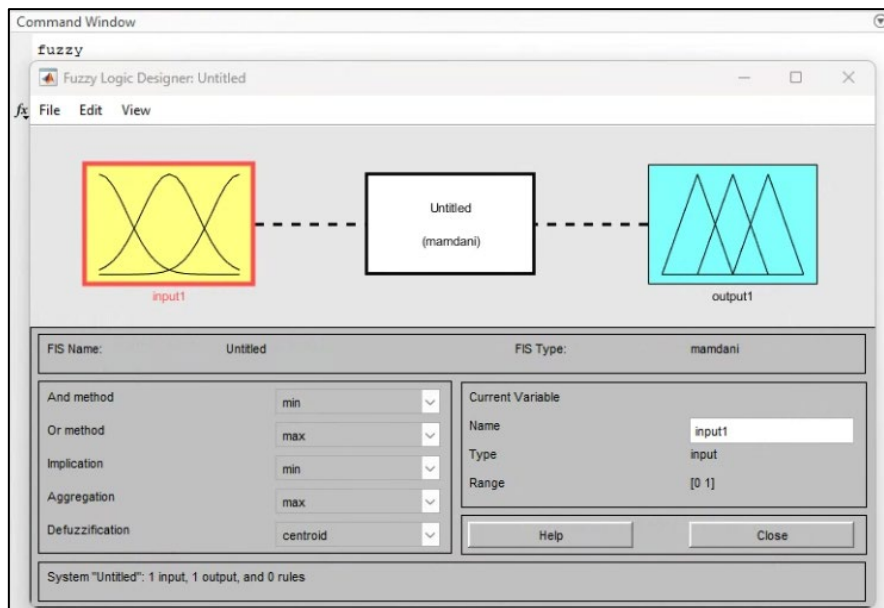 Command Window
fuzzy
Fuzzy Logic Designer: Untitled
fx File Edit View
Untitled
(mamdani)
input1
output1
FIS Name: Untitled FIS Type: mamdani
And method min
Or method max
Implication min
Aggregation max
Defuzzification centroid
Current Variable
Name input1
Type input
Range [0 1]
Help Close
System "Untitled": 1 input, 1 output, and 0 rules